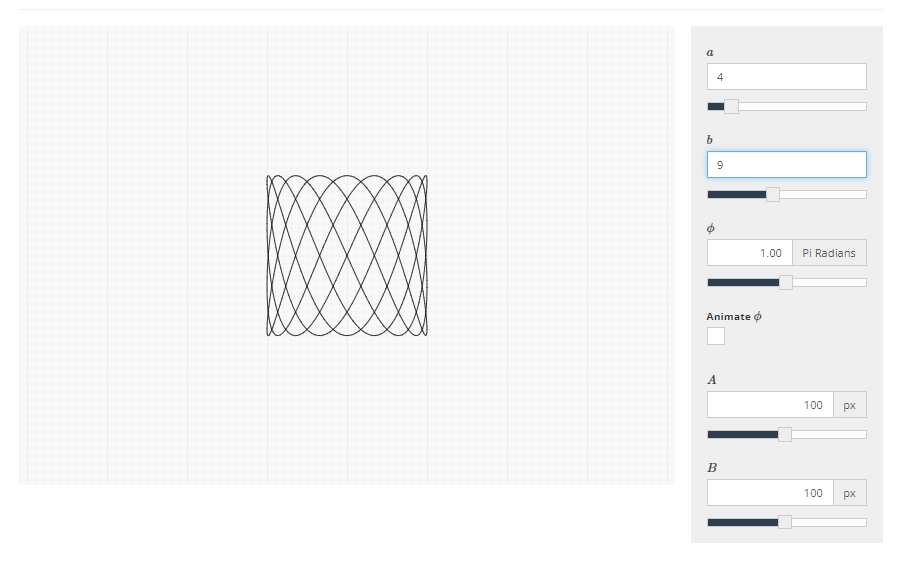 a
4
b
9
ϕ
1.00 Pi Radians
Animate ϕ
A
100 px
B
100 px